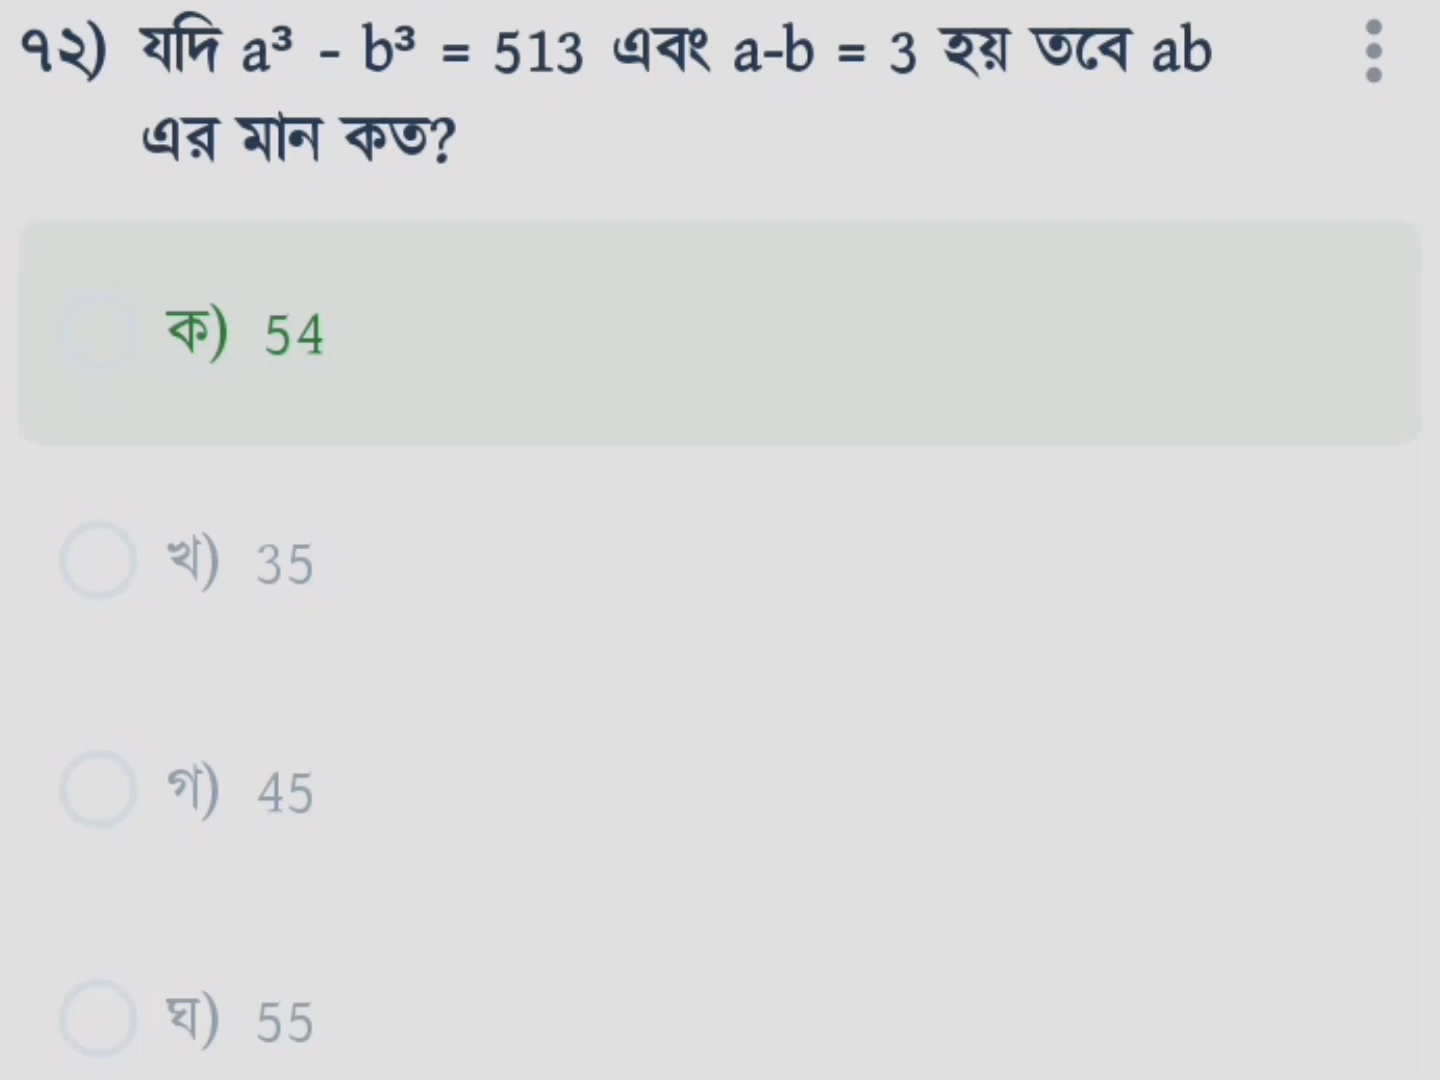 ৭২) যদি a³ - b³ = 513 এবং a-b = 3 হয় তবে ab
এর মান কত?
ক) 54
খ) 35
গ) 45
ঘ) 55